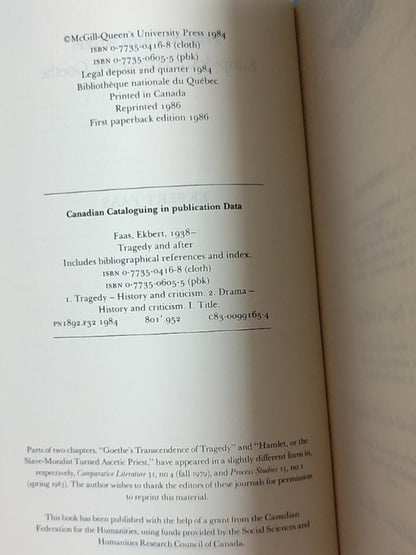 ©McGill-Queen's University Press 1984
ISBN 0-7735-0416-8 (cloth)
ISBN 0-7735-0605-5 (pbk)
Legal deposit 2nd quarter 1984
Bibliothèque nationale du Québec
Printed in Canada
Reprinted 1986
First paperback edition 1986
Canadian Cataloguing in publication Data
Faas, Ekbert, 1938–
Tragedy and after
Includes bibliographical references and index.
ISBN 0-7735-0416-8 (cloth)
ISBN 0-7735-0605-5 (pbk)
1. Tragedy – History and criticism. 2. Drama –
History and criticism. I. Title.
PN1892.F32 1984 801'.952 C83-099165-4
Parts of two chapters, "Goethe's Transcendence of Tragedy" and "Hamlet, or the
Slave-Moralist Turned Ascetic Priest," have appeared in a slightly different form in,
respectively, Comparative Literature 31, no 4 (fall 1979), and Process Studies 13, no 1
(spring 1983). The author wishes to thank the editors of these journals for permission
to reprint this material.
This book has been published with the help of a grant from the Canadian
Federation for the Humanities, using funds provided by the Social Sciences and
Humanities Research Council of Canada.